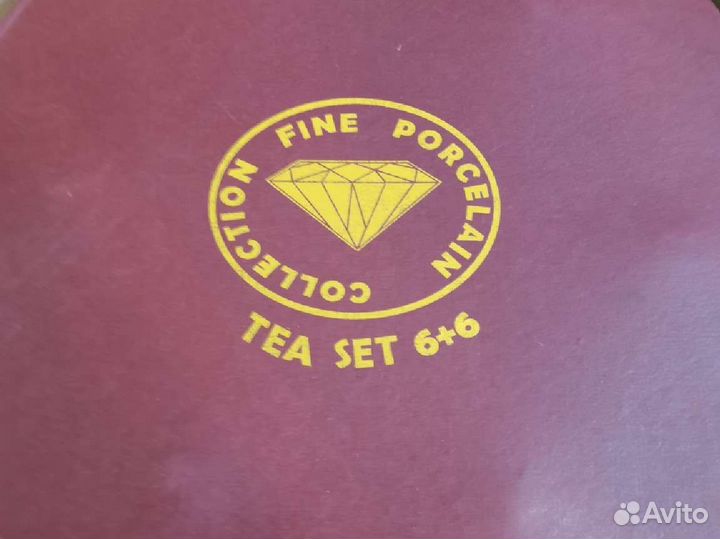 COLLECTION FINE PORCELAIN
TEA SET 6+6
Avito